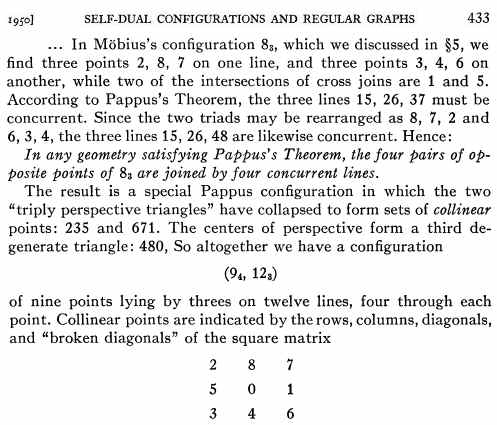 1950] SELF-DUAL CONFIGURATIONS AND REGULAR GRAPHS 433
... In Möbius's configuration 8₃, which we discussed in §5, we
find three points 2, 8, 7 on one line, and three points 3, 4, 6 on
another, while two of the intersections of cross joins are 1 and 5.
According to Pappus's Theorem, the three lines 15, 26, 37 must be
concurrent. Since the two triads may be rearranged as 8, 7, 2 and
6, 3, 4, the three lines 15, 26, 48 are likewise concurrent. Hence:
In any geometry satisfying Pappus's Theorem, the four pairs of op-
posite points of 8₃ are joined by four concurrent lines.
The result is a special Pappus configuration in which the two
"triply perspective triangles" have collapsed to form sets of collinear
points: 235 and 671. The centers of perspective form a third de-
generate triangle: 480, So altogether we have a configuration
(9₄, 12₃)
of nine points lying by threes on twelve lines, four through each
point. Collinear points are indicated by the rows, columns, diagonals,
and "broken diagonals" of the square matrix
2 8 7
5 0 1
3 4 6